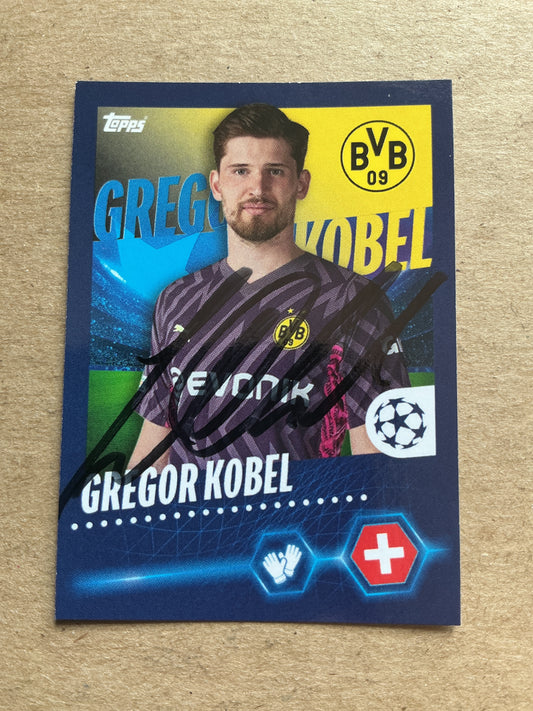 Topps
BVB
09
GREGOR
KOBEL
BVB
09
EVONIK
GREGOR KOBEL